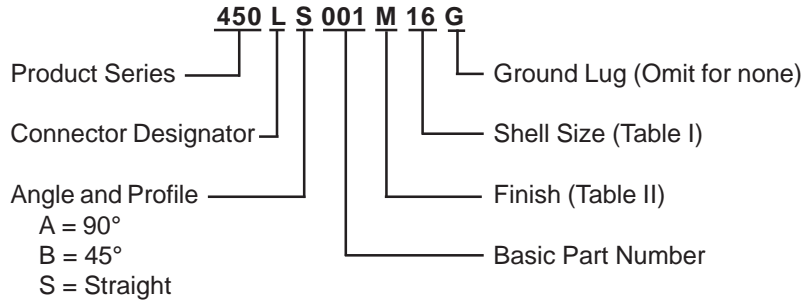 450 L S 001 M 16 G
Product Series
Connector Designator
Angle and Profile
A = 90°
B = 45°
S = Straight
Ground Lug (Omit for none)
Shell Size (Table I)
Finish (Table II)
Basic Part Number